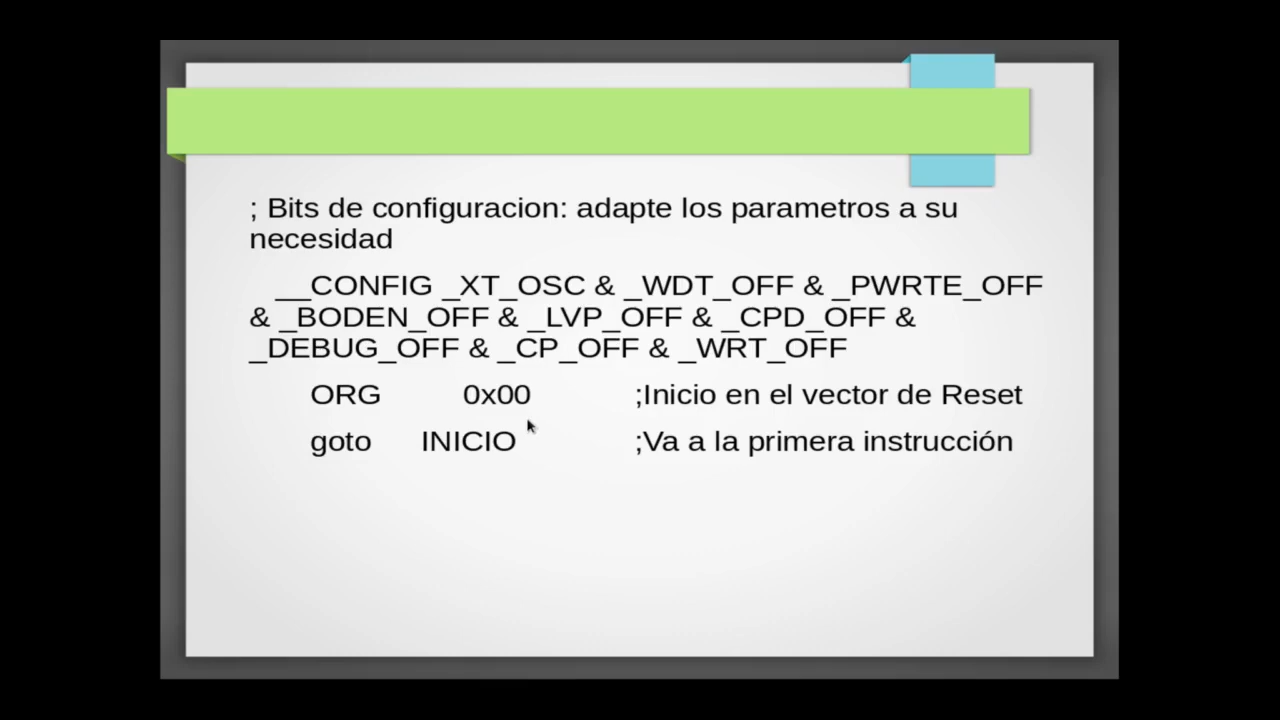 ; Bits de configuracion: adapte los parametros a su
necesidad
__CONFIG _XT_OSC & _WDT_OFF & _PWRTE_OFF
& _BODEN_OFF & _LVP_OFF & _CPD_OFF &
_DEBUG_OFF & _CP_OFF & _WRT_OFF
ORG 0x00 ;Inicio en el vector de Reset
goto INICIO ;Va a la primera instrucción